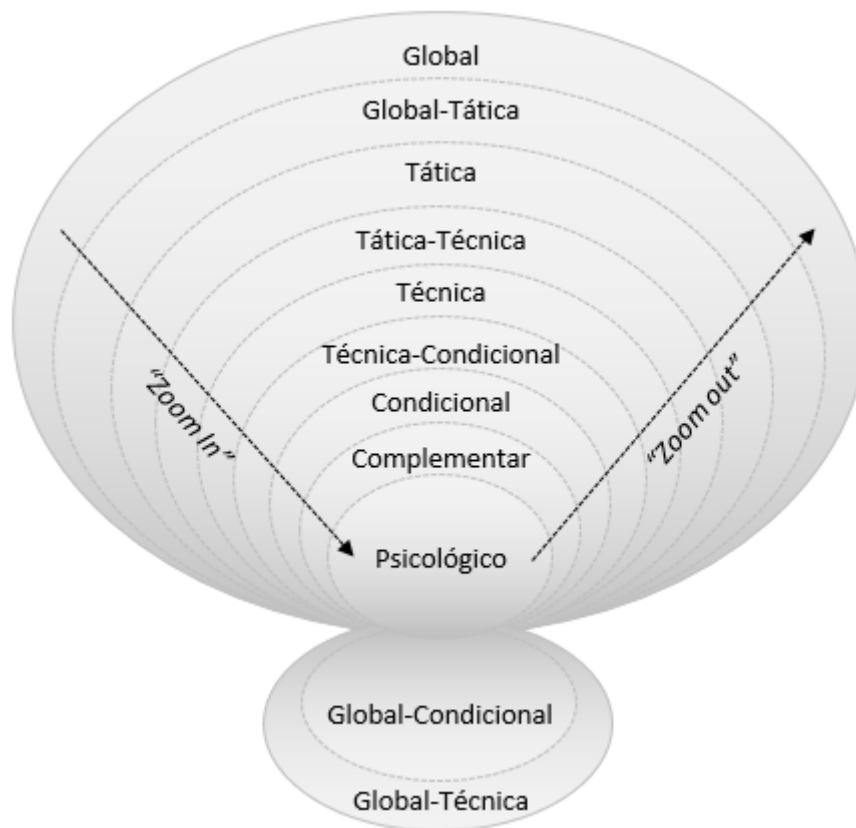 Global
Global-Tática
Tática
Tática-Técnica
Técnica
Técnica-Condicional
Condicional
Complementar
Psicológico
“Zoom In”
“Zoom out”
Global-Condicional
Global-Técnica